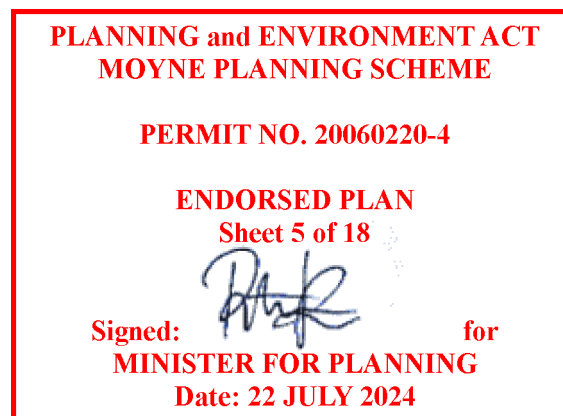 PLANNING and ENVIRONMENT ACT
MOYNE PLANNING SCHEME
PERMIT NO. 20060220-4
ENDORSED PLAN
Sheet 5 of 18
Signed: for
MINISTER FOR PLANNING
Date: 22 JULY 2024